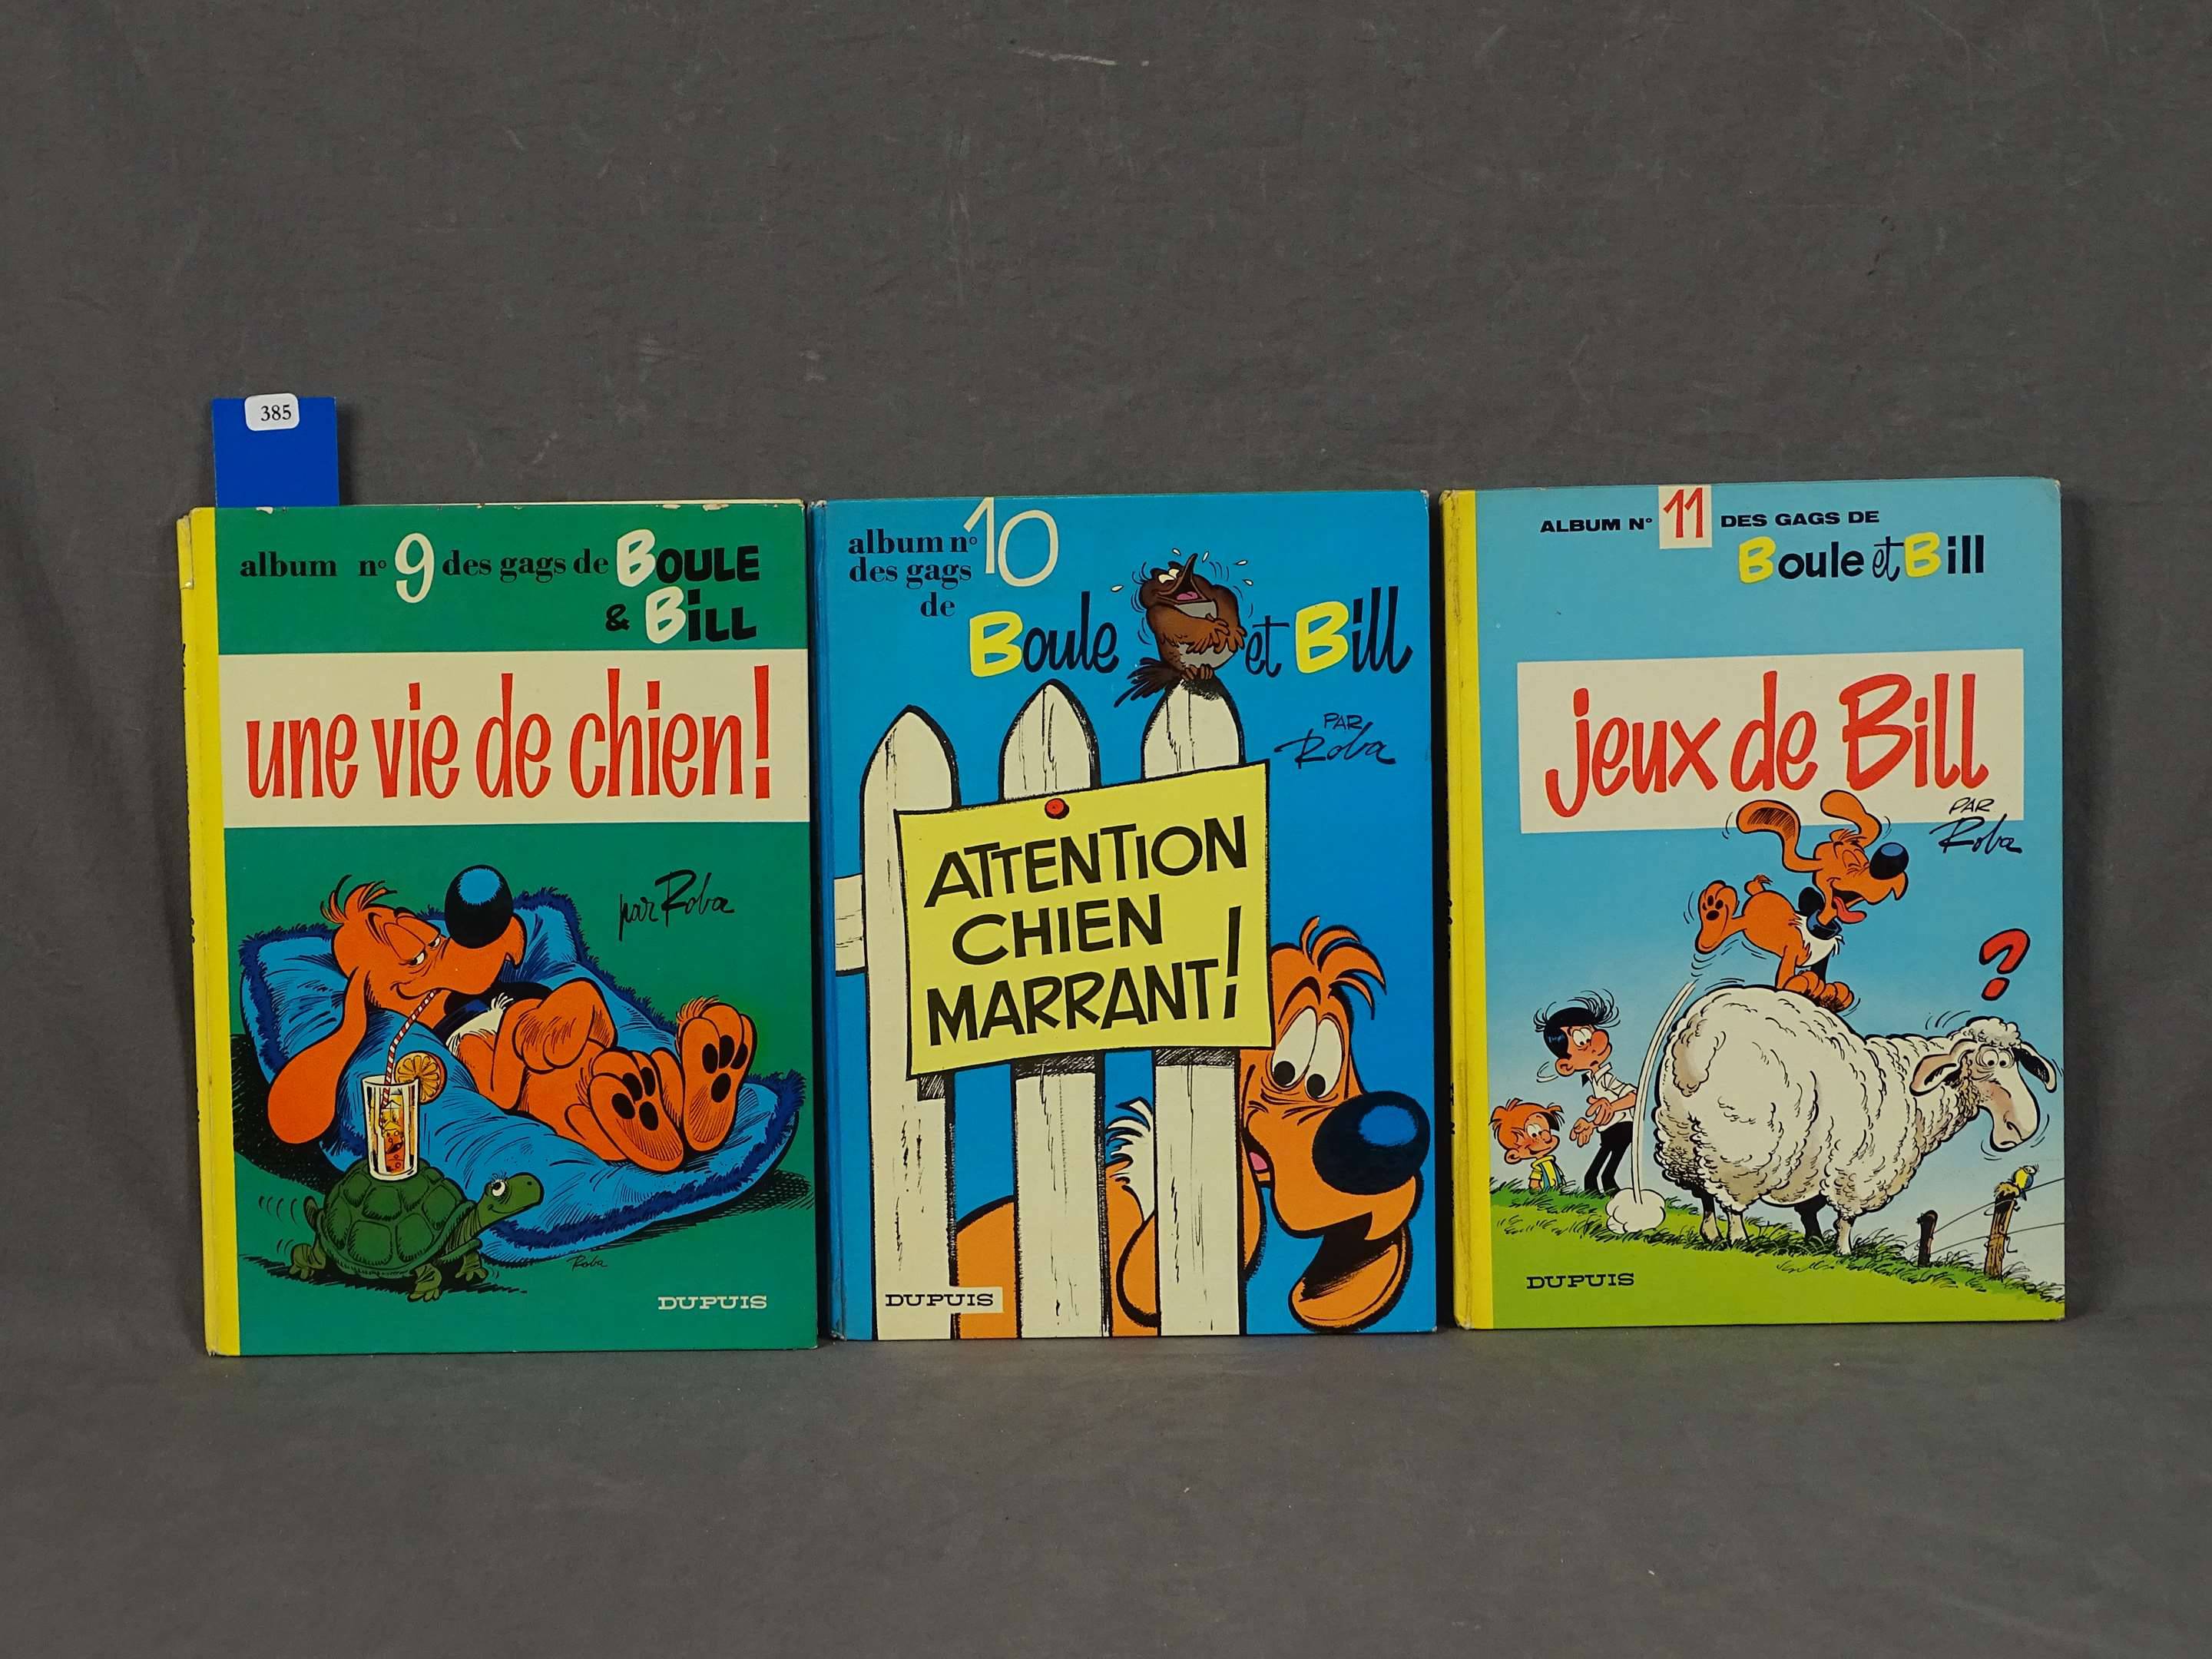 385
album nº 9 des gags de BOULE
& BILL
une vie de chien!
par Roba
Roba
DUPUIS
album nº 10
des gags
de
Boule et Bill
PAR
Roba
ATTENTION
CHIEN
MARRANT!
DUPUIS
ALBUM Nº 11 DES GAGS DE
Boule et Bill
jeux de Bill
PAR
Roba
?
DUPUIS